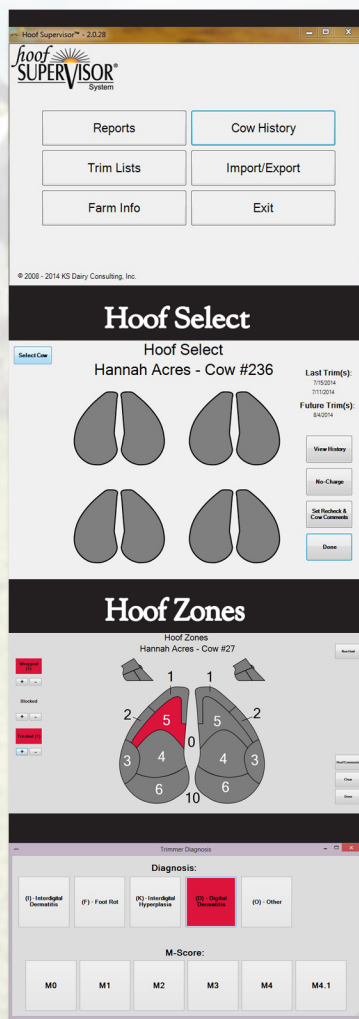 Hoof Supervisor™ - 2.0.28
hoof
SUPERVISOR®
System
Reports
Cow History
Trim Lists
Import/Export
Farm Info
Exit
© 2008 - 2014 KS Dairy Consulting, Inc.
Hoof Select
Select Cow
Hoof Select
Hannah Acres - Cow #236
Last Trim(s):
7/15/2014
7/11/2014
Future Trim(s):
8/4/2014
View History
No-Charge
Set Recheck &
Cow Comments
Done
Hoof Zones
Hoof Zones
Hannah Acres - Cow #27
Wrapped
(1)
+ -
Blocked
+ -
Treated (1)
+ -
1 1
2 5 5 2
0
3 4 4 3
6 6
10
Clear
Done
Trimmer Diagnosis
Diagnosis:
(I) - Interdigital
Dermatitis
(F) - Foot Rot
(K) - Interdigital
Hyperplasia
(D) - Digital
Dermatitis
(O) - Other
M-Score:
M0
M1
M2
M3
M4
M4.1